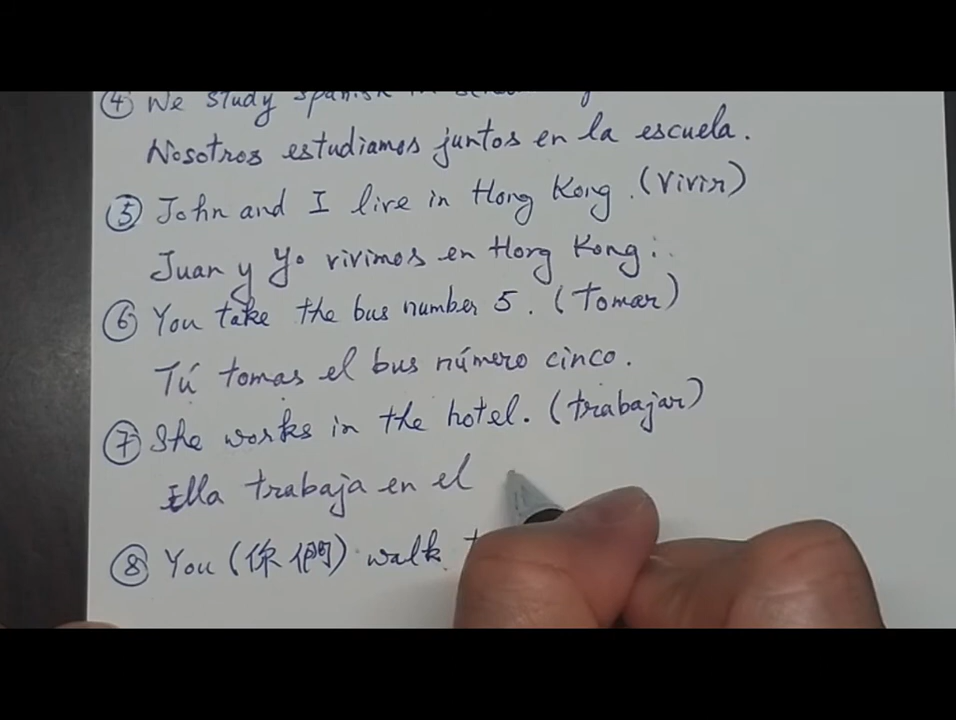 ④ We study Spanish in
Nosotros estudiamos juntos en la escuela.
⑤ John and I live in Hong Kong. (vivir)
Juan y yo vivimos en Hong Kong.
⑥ You take the bus number 5. (tomar)
Tú tomas el bus número cinco.
⑦ She works in the hotel. (trabajar)
Ella trabaja en el
⑧ You (你們) walk